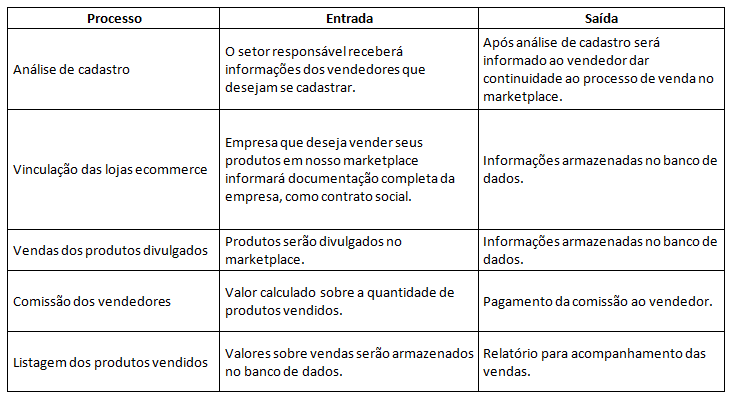 Processo Entrada Saída
Análise de cadastro
O setor responsável receberá
informações dos vendedores que
desejam se cadastrar.
Após análise de cadastro será
informado ao vendedor dar
continuidade ao processo de venda no
marketplace.
Vinculação das lojas ecommerce
Empresa que deseja vender seus
produtos em nosso marketplace
informará documentação completa da
empresa, como contrato social.
Informações armazenadas no banco de
dados.
Vendas dos produtos divulgados
Produtos serão divulgados no
marketplace.
Informações armazenadas no banco de
dados.
Comissão dos vendedores
Valor calculado sobre a quantidade de
produtos vendidos.
Pagamento da comissão ao vendedor.
Listagem dos produtos vendidos
Valores sobre vendas serão armazenados
no banco de dados.
Relatório para acompanhamento das
vendas.